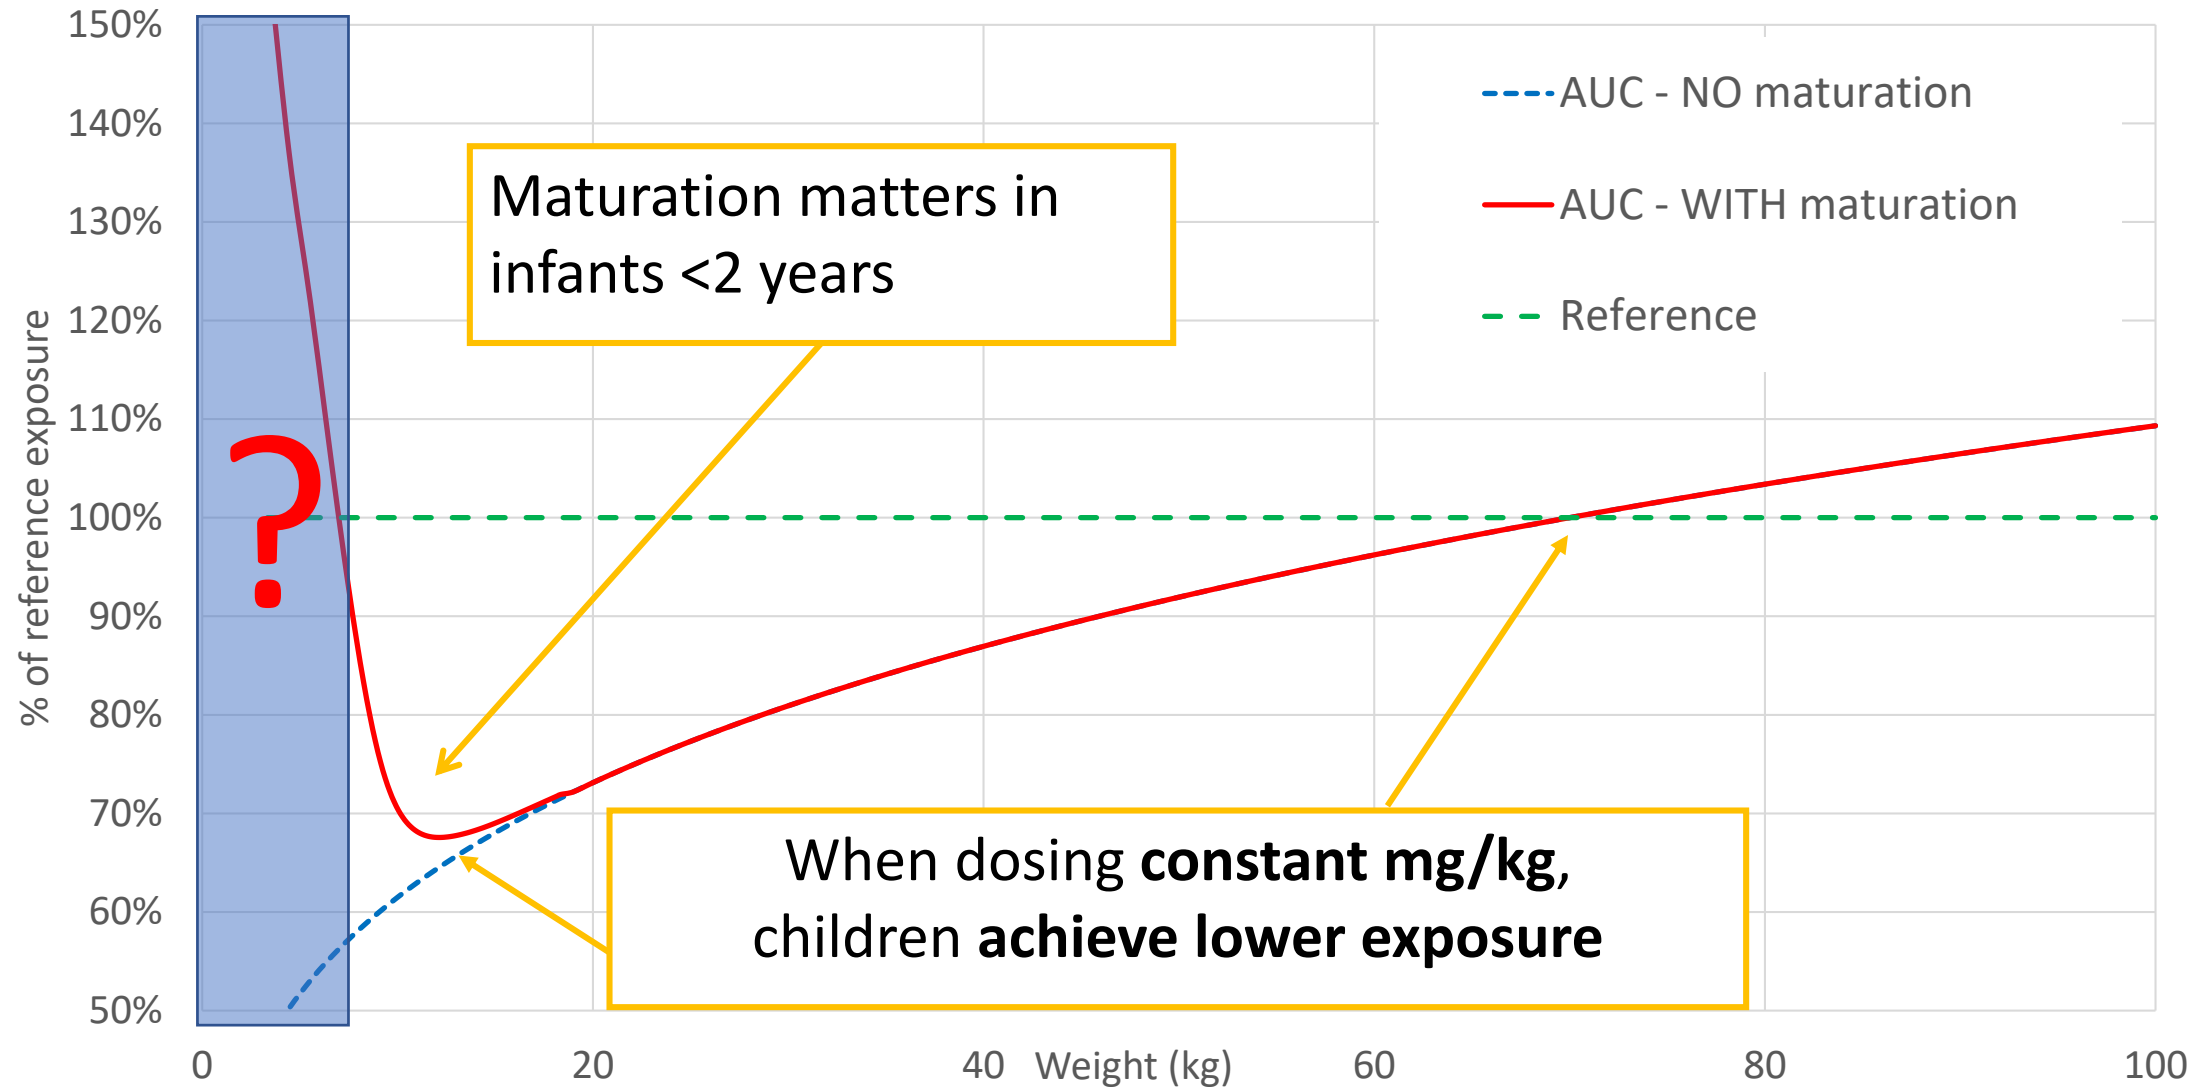 150%
140%
130%
120%
110%
100%
90%
80%
70%
60%
50%
% of reference exposure
Maturation matters in
infants <2 years
AUC - NO maturation
AUC - WITH maturation
Reference
?
When dosing constant mg/kg,
children achieve lower exposure
0 20 40 Weight (kg) 60 80 100